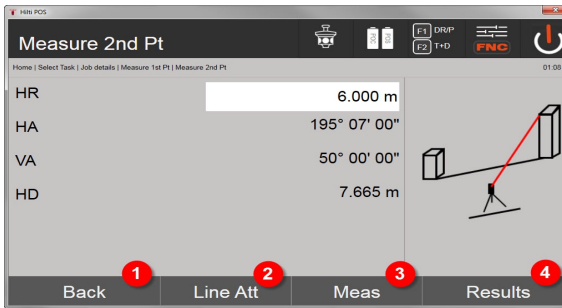 Hilti POS
Measure 2nd Pt
POC POC
F1 DR/P
F2 T+D
FNC
Home | Select Task | Job details | Measure 1st Pt | Measure 2nd Pt 01:08
HR 6.000 m
HA 195° 07' 00"
VA 50° 00' 00"
HD 7.665 m
1 2 3 4
Back Line Att Meas Results